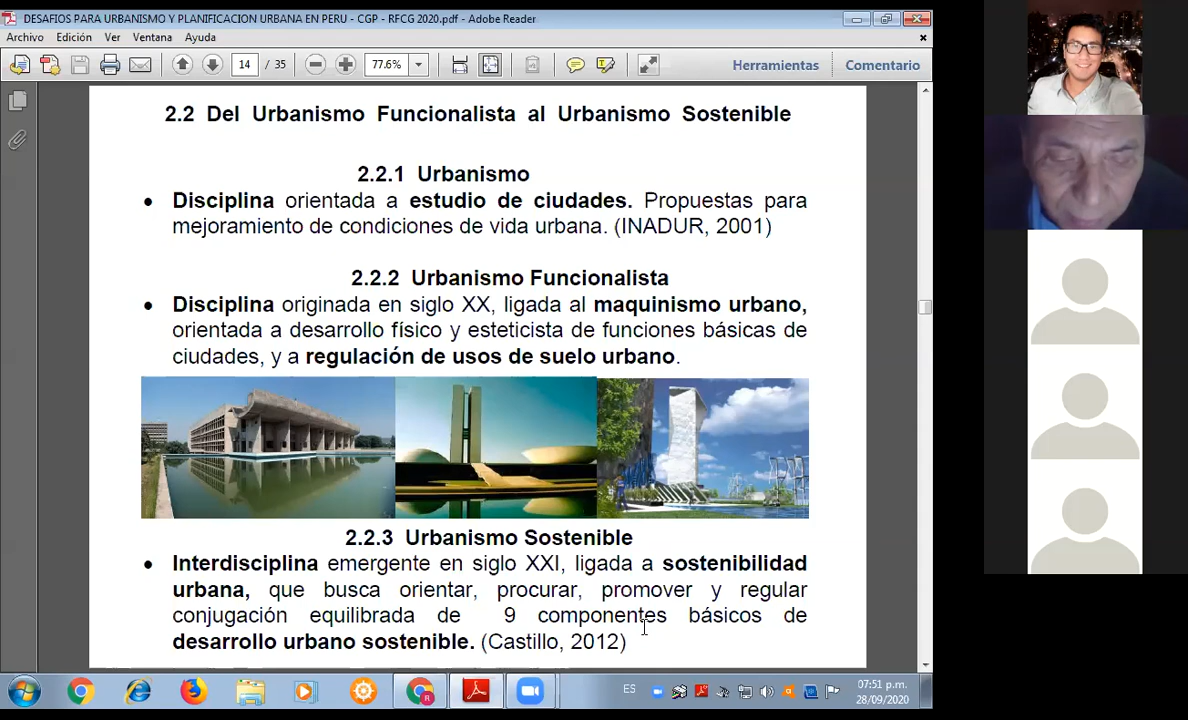 DESAFIOS PARA URBANISMO Y PLANIFICACION URBANA EN PERU - CGP - RFCG 2020.pdf - Adobe Reader
Archivo Edición Ver Ventana Ayuda
14 / 35 77.6% Herramientas Comentario
2.2 Del Urbanismo Funcionalista al Urbanismo Sostenible
2.2.1 Urbanismo
• Disciplina orientada a estudio de ciudades. Propuestas para
mejoramiento de condiciones de vida urbana. (INADUR, 2001)
2.2.2 Urbanismo Funcionalista
• Disciplina originada en siglo XX, ligada al maquinismo urbano,
orientada a desarrollo físico y esteticista de funciones básicas de
ciudades, y a regulación de usos de suelo urbano.
2.2.3 Urbanismo Sostenible
• Interdisciplina emergente en siglo XXI, ligada a sostenibilidad
urbana, que busca orientar, procurar, promover y regular
conjugación equilibrada de 9 componentes básicos de
desarrollo urbano sostenible. (Castillo, 2012)
ES
07:51 p.m.
28/09/2020